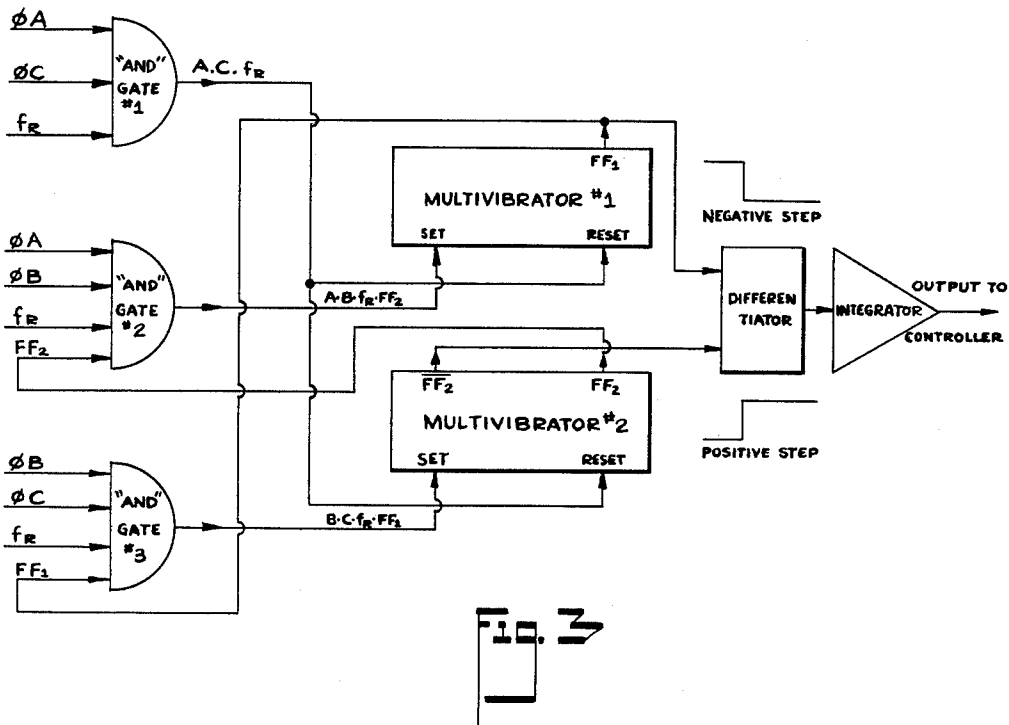 ØA
ØC
fR
"AND"
GATE
#1
A.C. fR
FF1
MULTIVIBRATOR #1
SET
RESET
NEGATIVE STEP
ØA
ØB
fR
FF2
"AND"
GATE
#2
A·B·fR·FF2
DIFFEREN
TIATOR
INTEGRATOR
OUTPUT TO
CONTROLLER
F̅F̅2
FF2
MULTIVIBRATOR #2
SET
RESET
POSITIVE STEP
ØB
ØC
fR
FF1
"AND"
GATE
#3
B·C·fR·FF1
Fig. 3